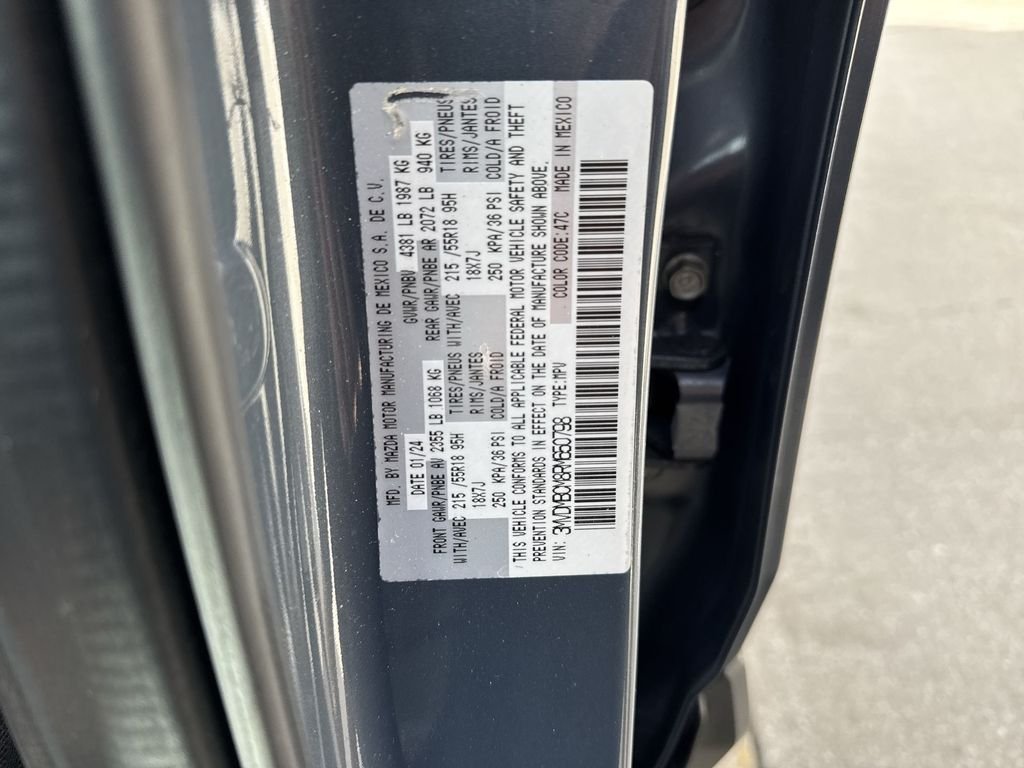 MFD. BY MAZDA MOTOR MANUFACTURING DE MEXICO S.A. DE C.V.
DATE 01/24 GVWR/PNBV 4381 LB 1987 KG
FRONT GAWR/PNBE AV 2355 LB 1068 KG REAR GAWR/PNBE AR 2072 LB 940 KG
WITH/AVEC 215 /55R18 95H TIRES/PNEUS WITH/AVEC 215 /55R18 95H TIRES/PNEUS
18X7J RIMS/JANTES 18X7J RIMS/JANTES
250 KPA/36 PSI COLD/A FROID 250 KPA/36 PSI COLD/A FROID
THIS VEHICLE CONFORMS TO ALL APPLICABLE FEDERAL MOTOR VEHICLE SAFETY AND THEFT
PREVENTION STANDARDS IN EFFECT ON THE DATE OF MANUFACTURE SHOWN ABOVE.
VIN: 3MVDMBCM8RM650798 TYPE:MPV COLOR CODE:47C MADE IN MEXICO